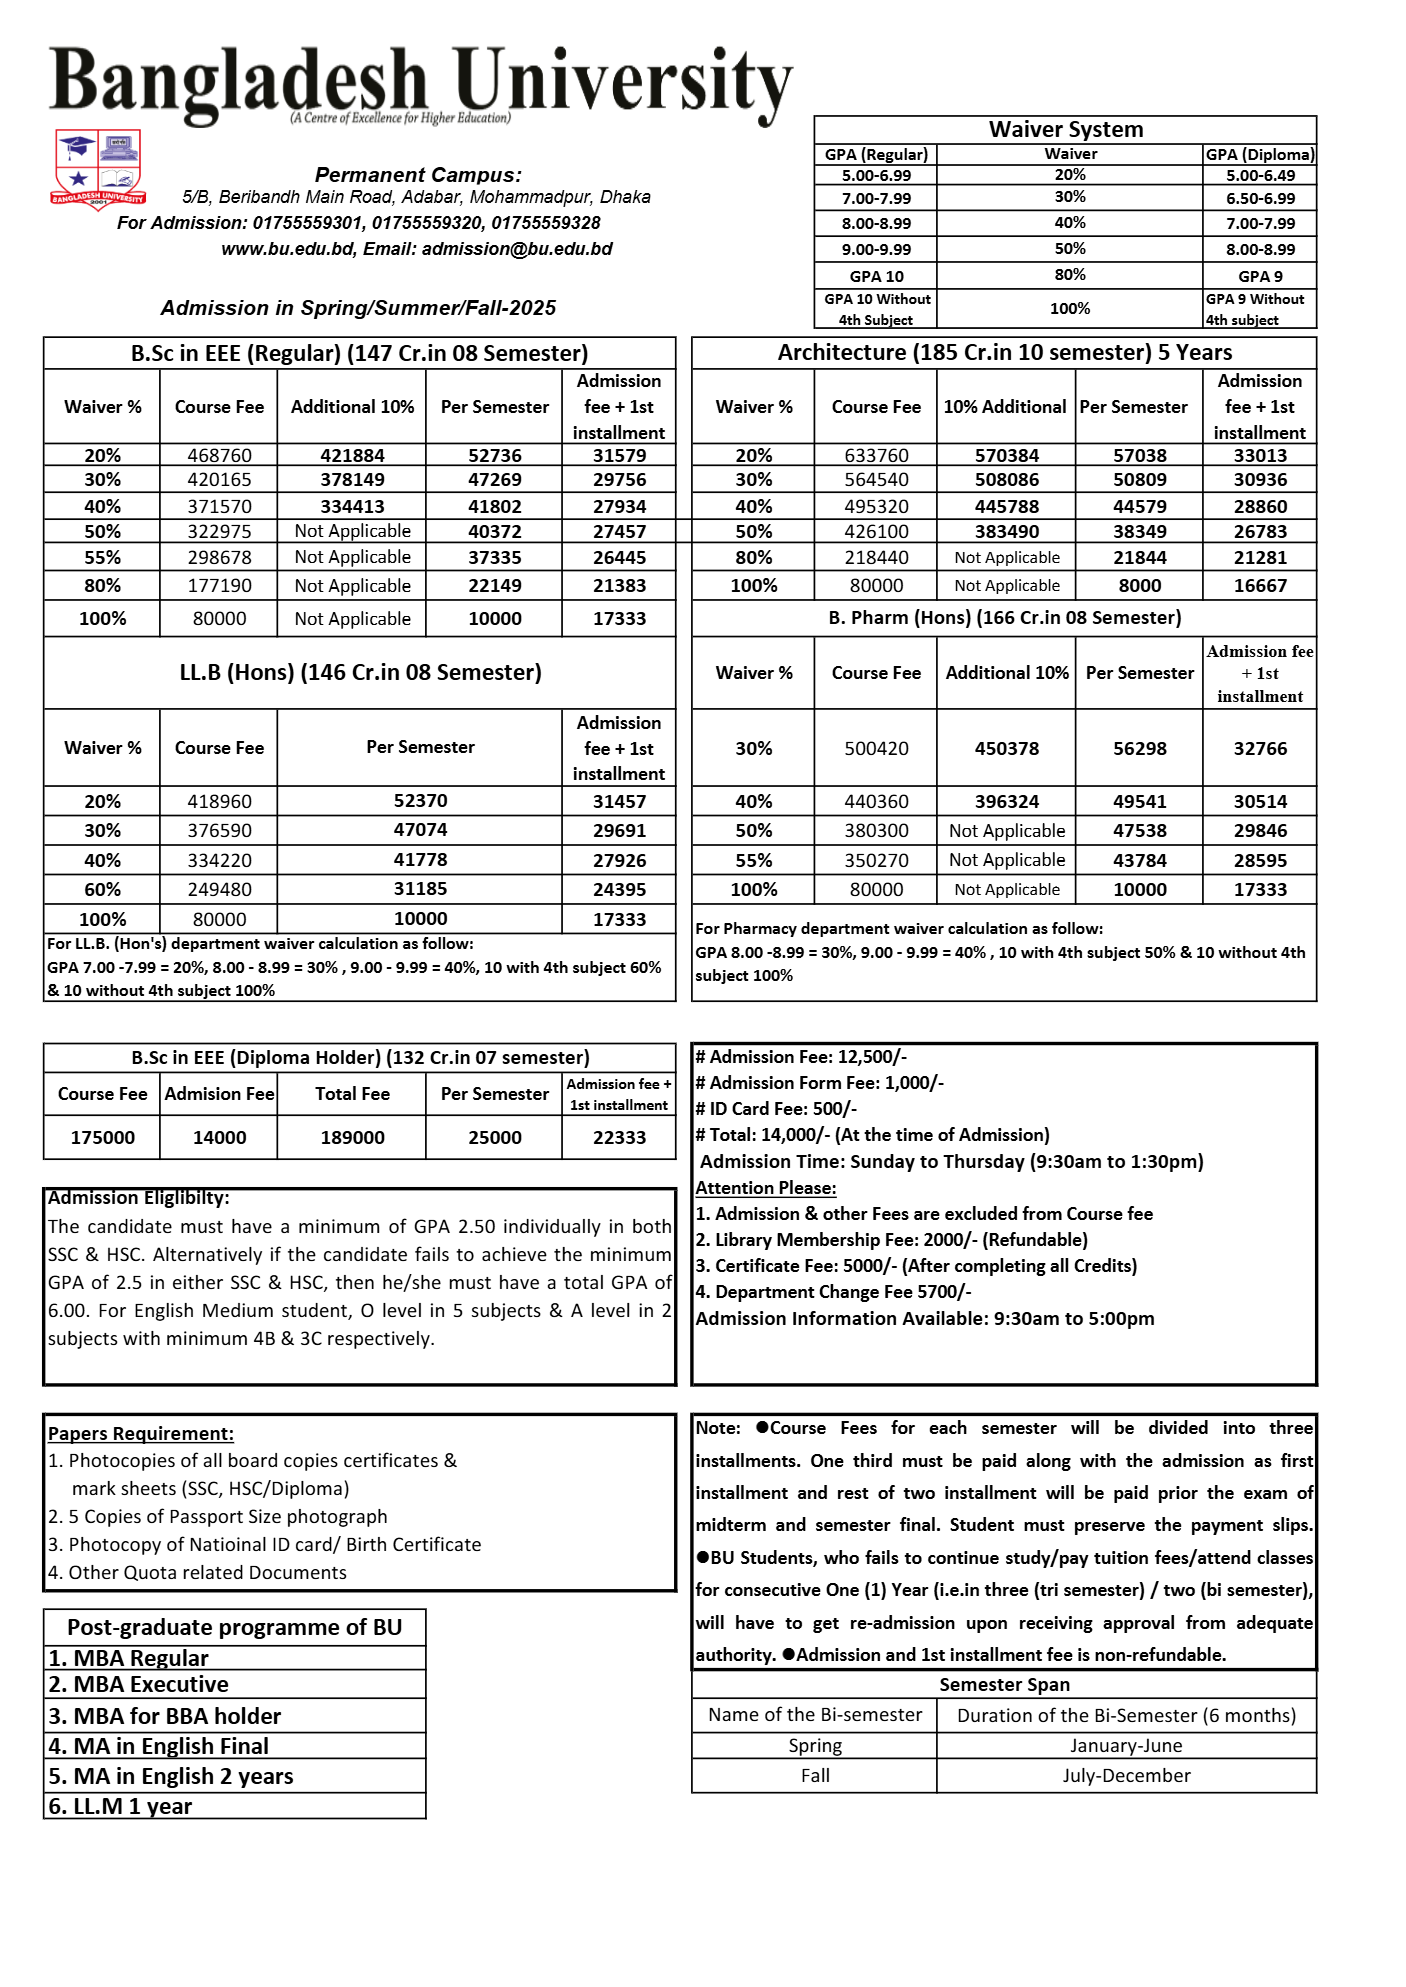 Bangladesh University
(A Centre of Excellence for Higher Education)
BANGLADESH UNIVERSITY
2001
Permanent Campus:
5/B, Beribandh Main Road, Adabar, Mohammadpur, Dhaka
For Admission: 01755559301, 01755559320, 01755559328
www.bu.edu.bd, Email: admission@bu.edu.bd
Admission in Spring/Summer/Fall-2025
Waiver System
GPA (Regular) Waiver GPA (Diploma)
5.00-6.99 20% 5.00-6.49
7.00-7.99 30% 6.50-6.99
8.00-8.99 40% 7.00-7.99
9.00-9.99 50% 8.00-8.99
GPA 10 80% GPA 9
GPA 10 Without 4th Subject 100% GPA 9 Without 4th subject
B.Sc in EEE (Regular) (147 Cr.in 08 Semester)
Waiver % Course Fee Additional 10% Per Semester Admission fee + 1st installment
20% 468760 421884 52736 31579
30% 420165 378149 47269 29756
40% 371570 334413 41802 27934
50% 322975 Not Applicable 40372 27457
55% 298678 Not Applicable 37335 26445
80% 177190 Not Applicable 22149 21383
100% 80000 Not Applicable 10000 17333
LL.B (Hons) (146 Cr.in 08 Semester)
Waiver % Course Fee Per Semester Admission fee + 1st installment
20% 418960 52370 31457
30% 376590 47074 29691
40% 334220 41778 27926
60% 249480 31185 24395
100% 80000 10000 17333
For LL.B. (Hon's) department waiver calculation as follow:
GPA 7.00 -7.99 = 20%, 8.00 - 8.99 = 30% , 9.00 - 9.99 = 40%, 10 with 4th subject 60%
& 10 without 4th subject 100%
Architecture (185 Cr.in 10 semester) 5 Years
Waiver % Course Fee 10% Additional Per Semester Admission fee + 1st installment
20% 633760 570384 57038 33013
30% 564540 508086 50809 30936
40% 495320 445788 44579 28860
50% 426100 383490 38349 26783
80% 218440 Not Applicable 21844 21281
100% 80000 Not Applicable 8000 16667
B. Pharm (Hons) (166 Cr.in 08 Semester)
Waiver % Course Fee Additional 10% Per Semester Admission fee + 1st installment
30% 500420 450378 56298 32766
40% 440360 396324 49541 30514
50% 380300 Not Applicable 47538 29846
55% 350270 Not Applicable 43784 28595
100% 80000 Not Applicable 10000 17333
For Pharmacy department waiver calculation as follow:
GPA 8.00 -8.99 = 30%, 9.00 - 9.99 = 40% , 10 with 4th subject 50% & 10 without 4th
subject 100%
B.Sc in EEE (Diploma Holder) (132 Cr.in 07 semester)
Course Fee Admision Fee Total Fee Per Semester Admission fee + 1st installment
175000 14000 189000 25000 22333
Admission Eliglibilty:
The candidate must have a minimum of GPA 2.50 individually in both
SSC & HSC. Alternatively if the candidate fails to achieve the minimum
GPA of 2.5 in either SSC & HSC, then he/she must have a total GPA of
6.00. For English Medium student, O level in 5 subjects & A level in 2
subjects with minimum 4B & 3C respectively.
# Admission Fee: 12,500/-
# Admission Form Fee: 1,000/-
# ID Card Fee: 500/-
# Total: 14,000/- (At the time of Admission)
Admission Time: Sunday to Thursday (9:30am to 1:30pm)
Attention Please:
1. Admission & other Fees are excluded from Course fee
2. Library Membership Fee: 2000/- (Refundable)
3. Certificate Fee: 5000/- (After completing all Credits)
4. Department Change Fee 5700/-
Admission Information Available: 9:30am to 5:00pm
Papers Requirement:
1. Photocopies of all board copies certificates &
mark sheets (SSC, HSC/Diploma)
2. 5 Copies of Passport Size photograph
3. Photocopy of Natioinal ID card/ Birth Certificate
4. Other Quota related Documents
Note: ●Course Fees for each semester will be divided into three
installments. One third must be paid along with the admission as first
installment and rest of two installment will be paid prior the exam of
midterm and semester final. Student must preserve the payment slips.
●BU Students, who fails to continue study/pay tuition fees/attend classes
for consecutive One (1) Year (i.e.in three (tri semester) / two (bi semester),
will have to get re-admission upon receiving approval from adequate
authority. ●Admission and 1st installment fee is non-refundable.
Post-graduate programme of BU
1. MBA Regular
2. MBA Executive
3. MBA for BBA holder
4. MA in English Final
5. MA in English 2 years
6. LL.M 1 year
Semester Span
Name of the Bi-semester Duration of the Bi-Semester (6 months)
Spring January-June
Fall July-December